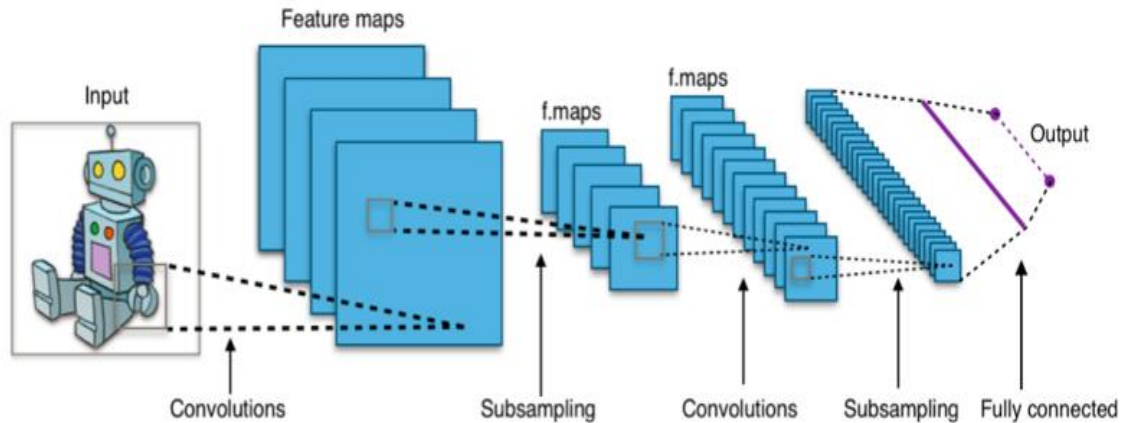 Feature maps
f.maps
Input
f.maps
Output
Convolutions
Subsampling
Convolutions
Subsampling
Fully connected